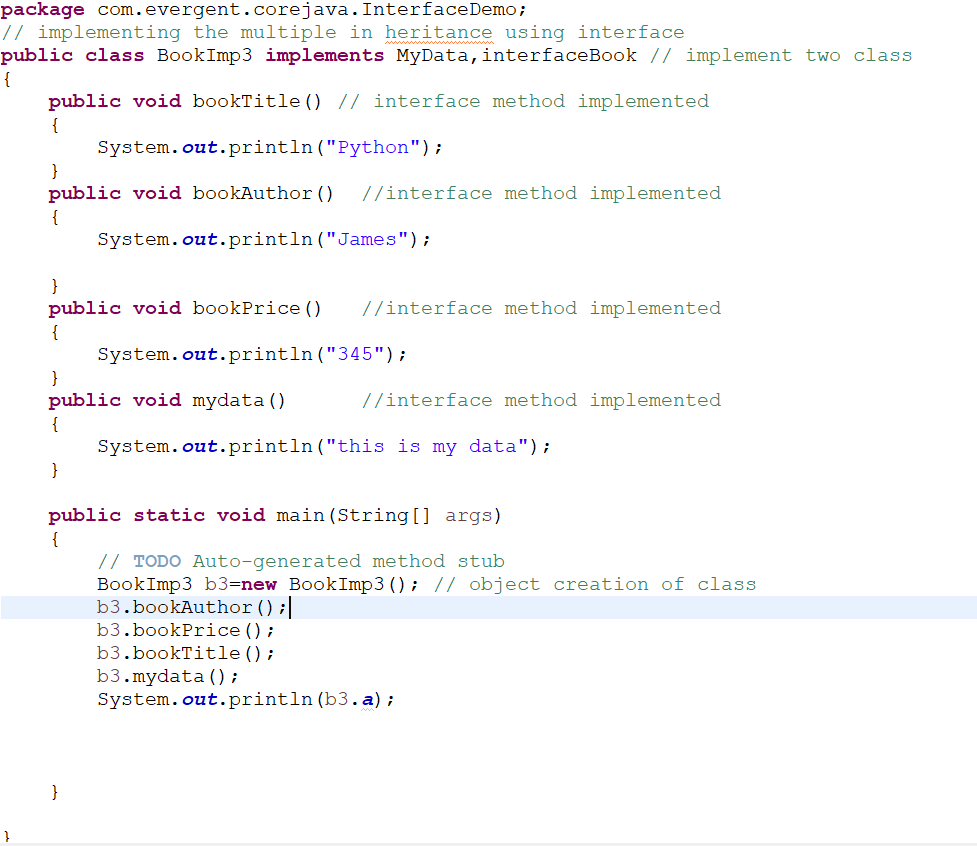 package com.evergent.corejava.InterfaceDemo;
// implementing the multiple in heritance using interface
public class BookImp3 implements MyData,interfaceBook // implement two class
{
    public void bookTitle() // interface method implemented
    {
        System.out.println("Python");
    }
    public void bookAuthor()  //interface method implemented
    {
        System.out.println("James");
    }
    public void bookPrice()   //interface method implemented
    {
        System.out.println("345");
    }
    public void mydata()      //interface method implemented
    {
        System.out.println("this is my data");
    }
    public static void main(String[] args)
    {
        // TODO Auto-generated method stub
        BookImp3 b3=new BookImp3(); // object creation of class
        b3.bookAuthor();
        b3.bookPrice();
        b3.bookTitle();
        b3.mydata();
        System.out.println(b3.a);
    }
}